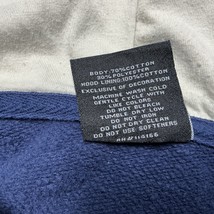 BODY:70%COTTON
30%POLYESTER
HOOD LINING:100%COTTON
EXCLUSIVE OF DECORATION
MACHINE WASH COLD
GENTLE CYCLE WITH
LIKE COLORS
DO NOT BLEACH
TUMBLE DRY LOW
DO NOT IRON
DO NOT DRY CLEAN
DO NOT USE
SOFTENERS